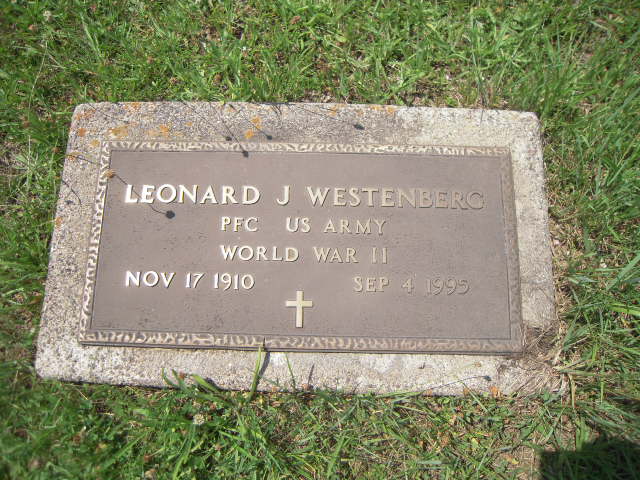 LEONARD J WESTENBERG
PFC US ARMY
WORLD WAR II
NOV 17 1910 SEP 4 1995